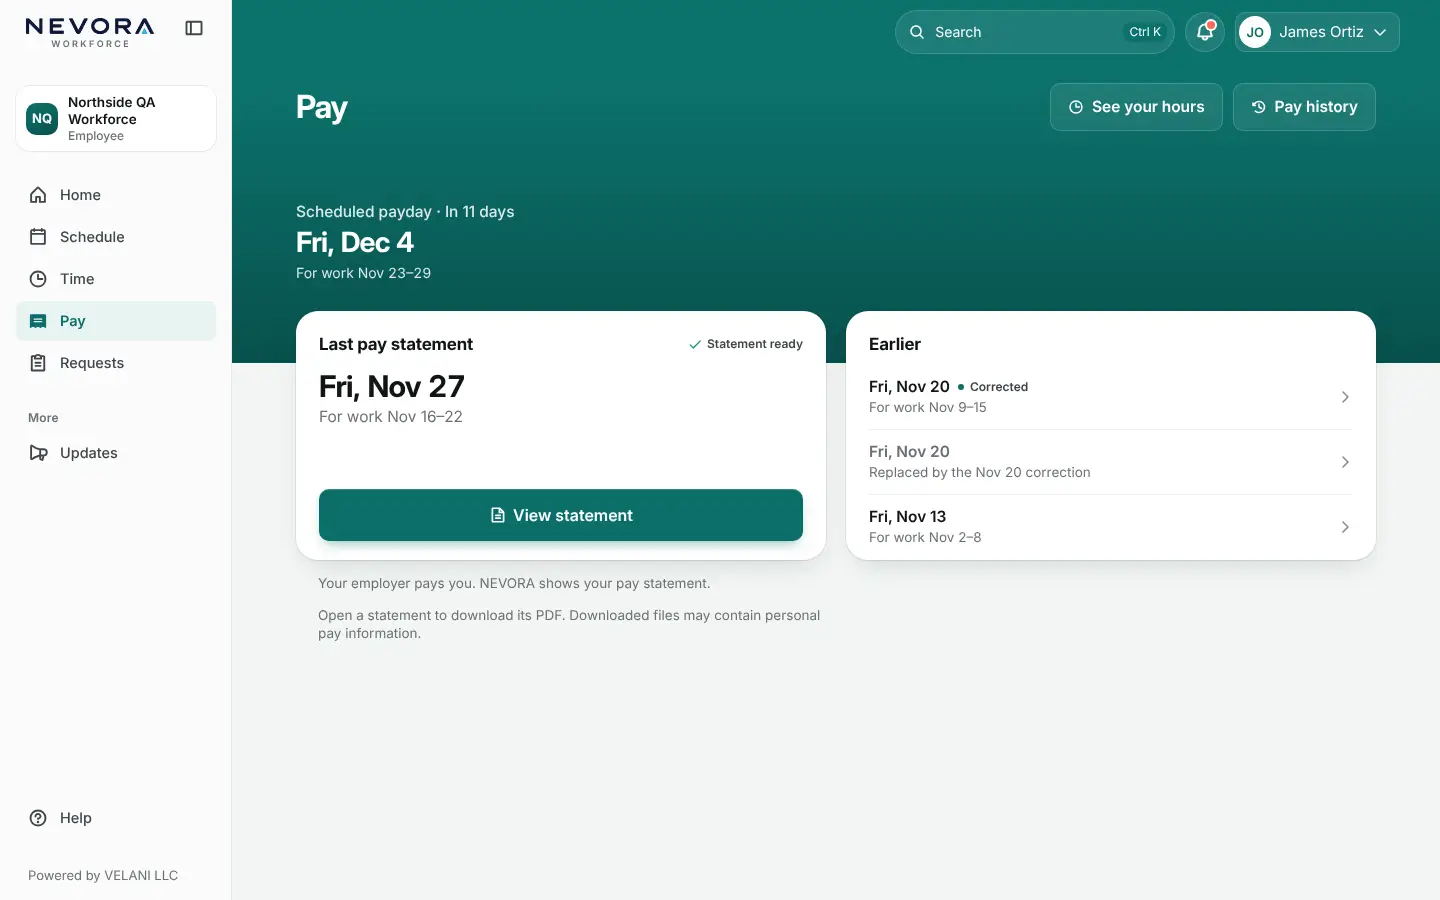 NEVORA
WORKFORCE
Search
Ctrl K
JO
James Ortiz
NQ
Northside QA
Workforce
Employee
Home
Schedule
Time
Pay
Requests
More
Updates
Help
Powered by VELANI LLC
Pay
See your hours
Pay history
Scheduled payday · In 11 days
Fri, Dec 4
For work Nov 23–29
Last pay statement
Statement ready
Fri, Nov 27
For work Nov 16–22
View statement
Your employer pays you. NEVORA shows your pay statement.
Open a statement to download its PDF. Downloaded files may contain personal
pay information.
Earlier
Fri, Nov 20
Corrected
For work Nov 9–15
Fri, Nov 20
Replaced by the Nov 20 correction
Fri, Nov 13
For work Nov 2–8